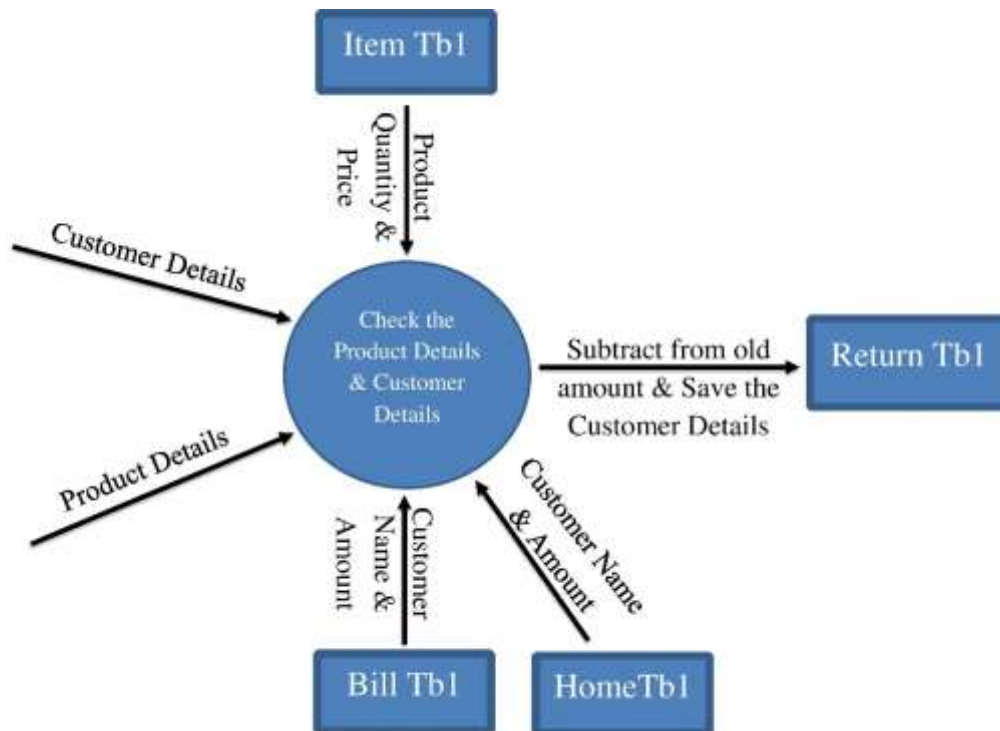 Item Tb1
Product
Quantity &
Price
Customer Details
Check the
Product Details
& Customer
Details
Subtract from old
amount & Save the
Customer Details
Return Tb1
Product Details
Customer
Name &
Amount
Customer Name
& Amount
Bill Tb1
HomeTb1